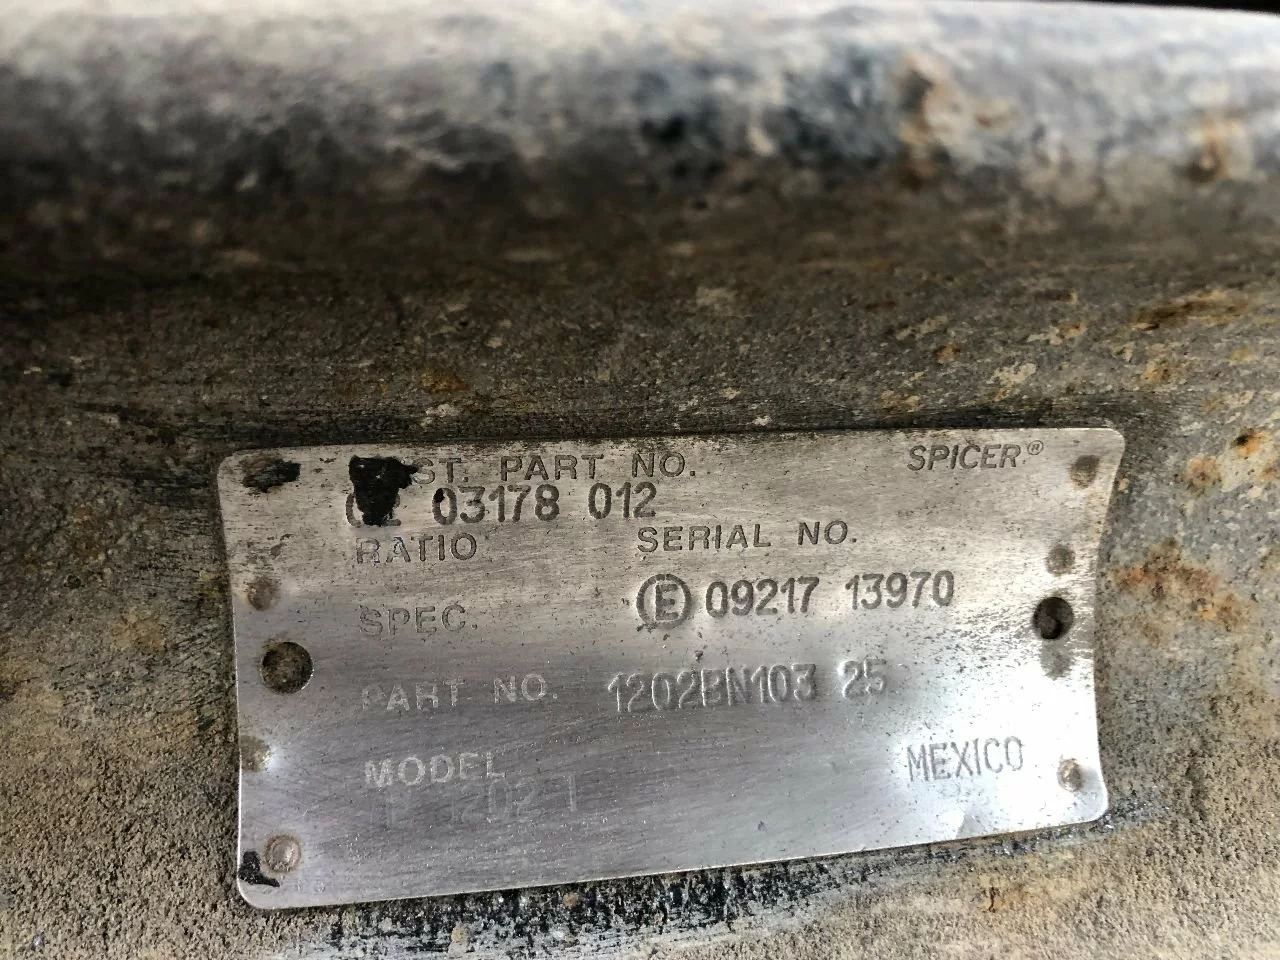 ST. PART NO. SPICER®
03178 012
RATIO SERIAL NO.
SPEC. Ⓔ 09217 13970
PART NO. 1202BN103 25
MODEL MEXICO